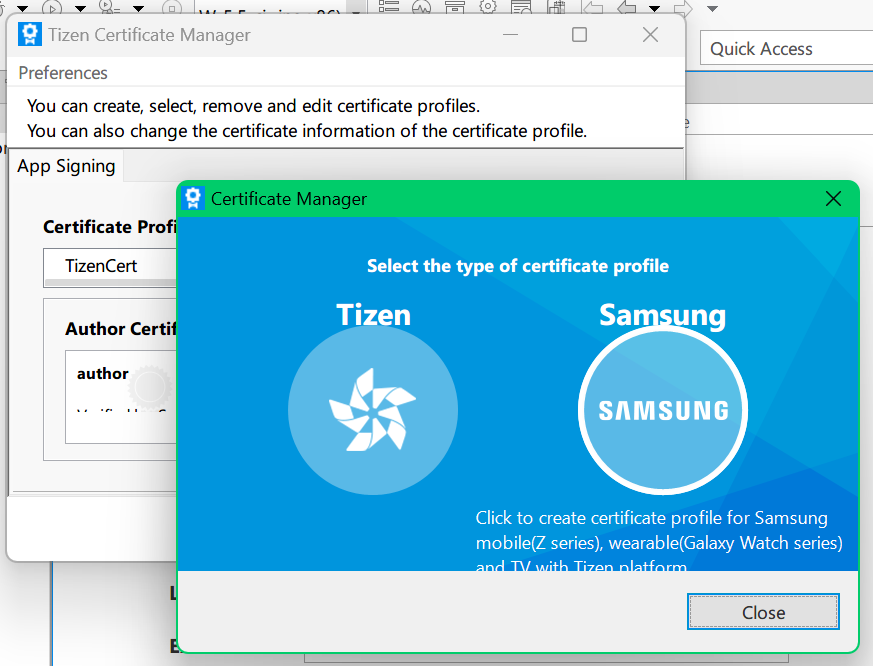 Tizen Certificate Manager
Quick Access
Preferences
You can create, select, remove and edit certificate profiles.
You can also change the certificate information of the certificate profile.
App Signing
Certificate Manager
Certificate Profi
TizenCert
Select the type of certificate profile
Tizen
Samsung
Author Certif
author
SAMSUNG
Click to create certificate profile for Samsung
mobile(Z series), wearable(Galaxy Watch series)
and TV with Tizen platform
Close